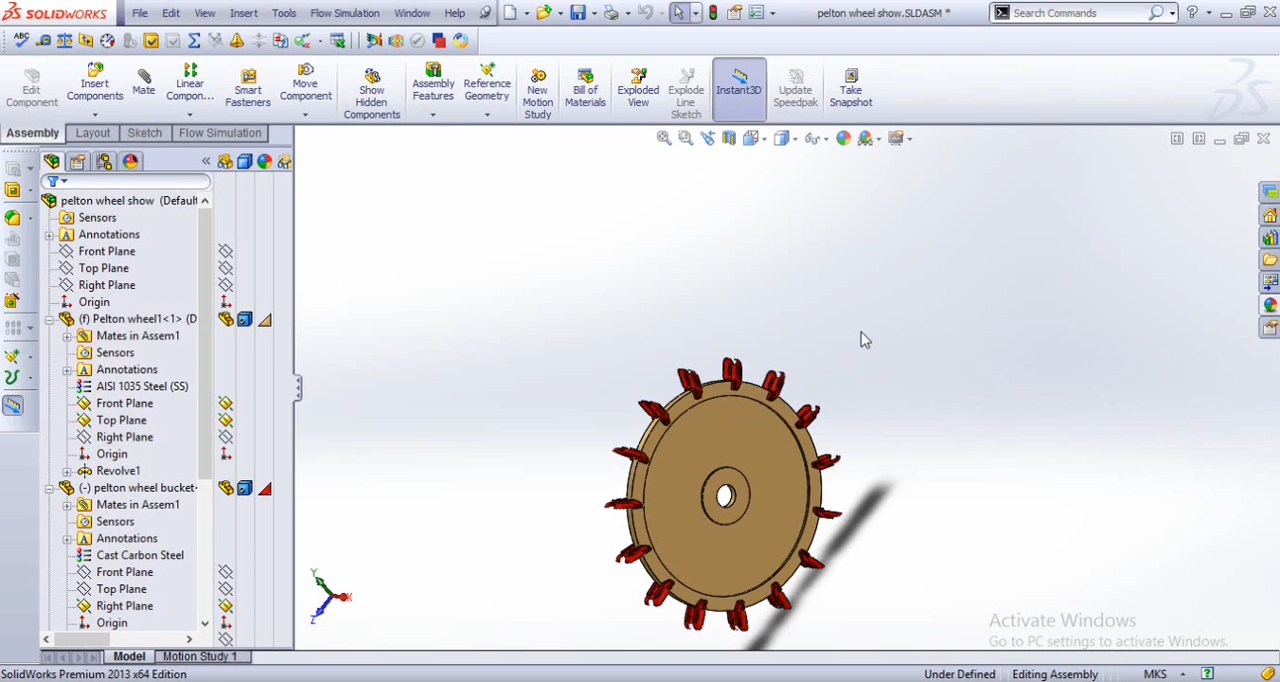 SOLIDWORKS File Edit View Insert Tools Flow Simulation Window Help pelton wheel show.SLDASM * Search Commands
Edit Component
Insert Components
Mate
Linear Compon...
Smart Fasteners
Move Component
Show Hidden Components
Assembly Features
Reference Geometry
New Motion Study
Bill of Materials
Exploded View
Explode Line Sketch
Instant3D
Update Speedpak
Take Snapshot
Assembly Layout Sketch Flow Simulation
pelton wheel show (Default
Sensors
Annotations
Front Plane
Top Plane
Right Plane
Origin
(f) Pelton wheel1<1> (D
Mates in Assem1
Sensors
Annotations
AISI 1035 Steel (SS)
Front Plane
Top Plane
Right Plane
Origin
Revolve1
(-) pelton wheel bucket
Mates in Assem1
Sensors
Annotations
Cast Carbon Steel
Front Plane
Top Plane
Right Plane
Origin
Y
X
Z
Activate Windows
Go to PC settings to activate Windows.
Model Motion Study 1
SolidWorks Premium 2013 x64 Edition Under Defined Editing Assembly MKS